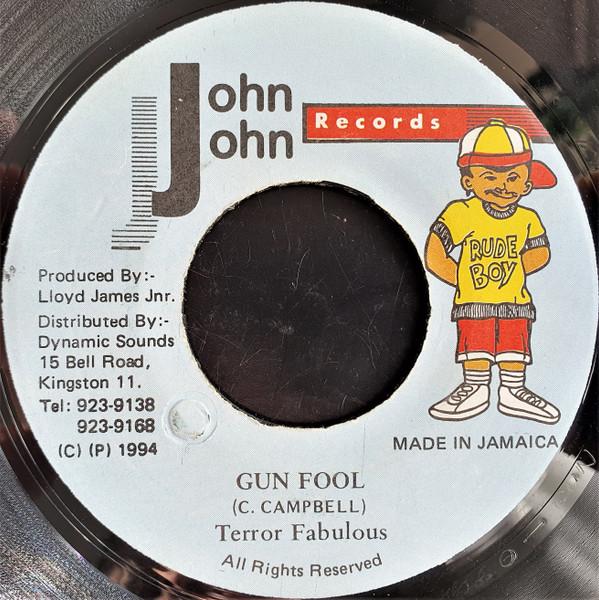 John
John
Records
RUDE
BOY
Produced By:-
Lloyd James Jnr.
Distributed By:-
Dynamic Sounds
15 Bell Road,
Kingston 11.
Tel: 923-9138
923-9168
(C) (P) 1994
MADE IN JAMAICA
GUN FOOL
(C. CAMPBELL)
Terror Fabulous
All Rights Reserved